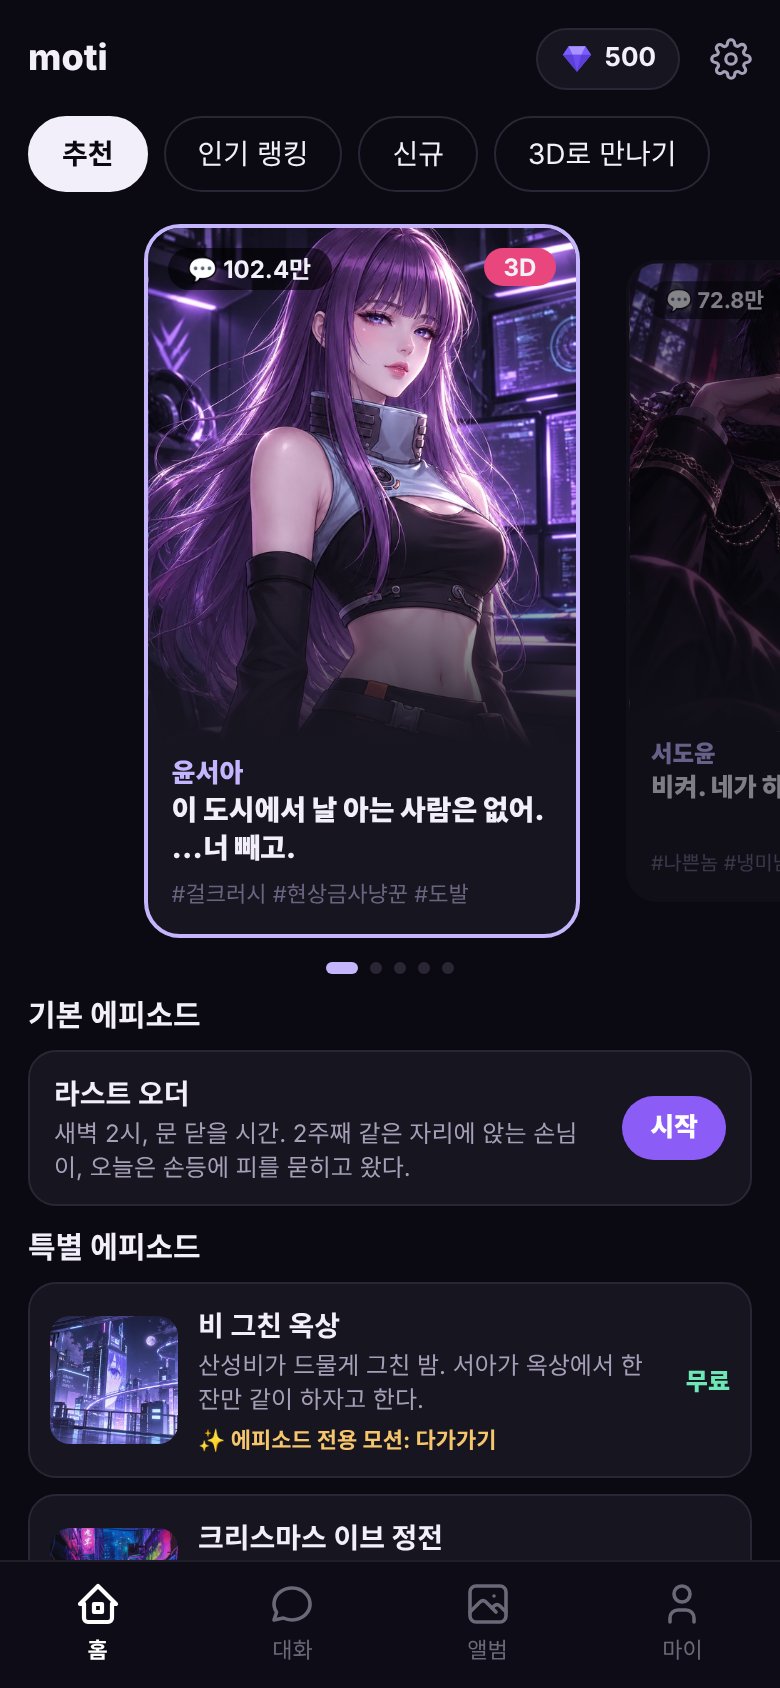 moti
500
추천
인기 랭킹
신규
3D로 만나기
102.4만
3D
72.8만
윤서아
이 도시에서 날 아는 사람은 없어.
...너 빼고.
#걸크러시 #현상금사냥꾼 #도발
서도윤
비켜. 네가
#나쁜놈
기본 에피소드
라스트 오더
새벽 2시, 문 닫을 시간. 2주째 같은 자리에 앉는 손님
이, 오늘은 손등에 피를 묻히고 왔다.
시작
특별 에피소드
비 그친 옥상
산성비가 드물게 그친 밤. 서아가 옥상에서 한
잔만 같이 하자고 한다.
무료
✨ 에피소드 전용 모션: 다가가기
크리스마스 이브 정전
홈
대화
앨범
마이